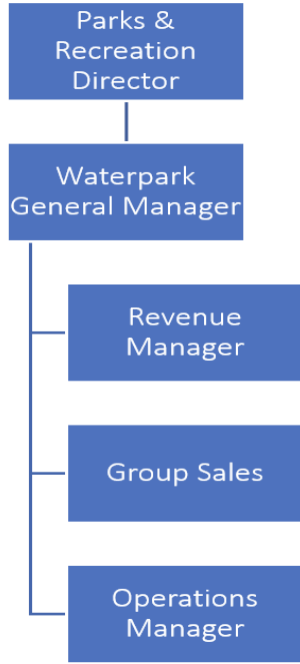 Parks &
Recreation
Director
Waterpark
General Manager
Revenue
Manager
Group Sales
Operations
Manager